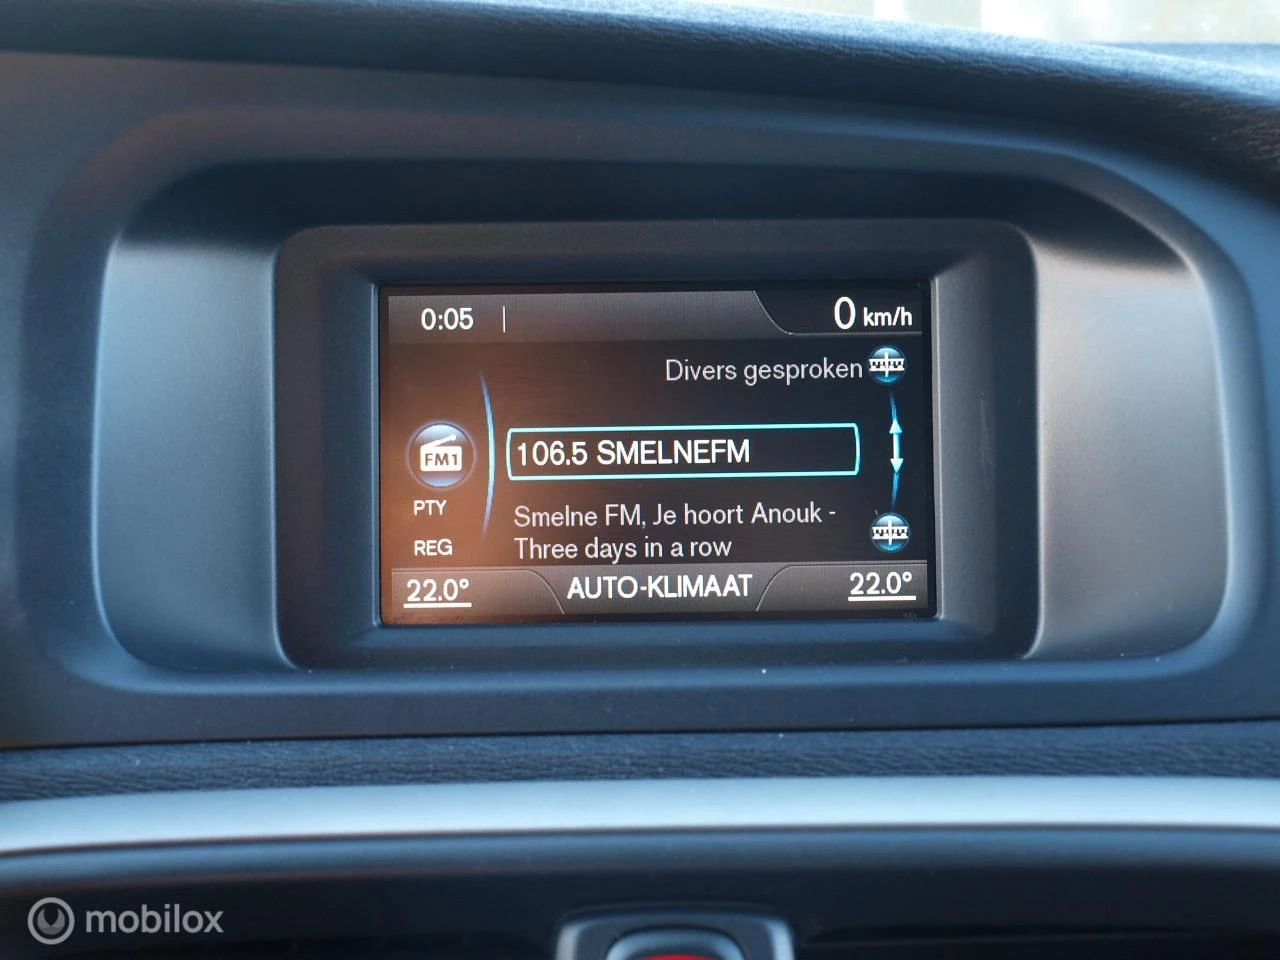 0:05
0 km/h
Divers gesproken
FM1
106.5 SMELNEFM
PTY
Smelne FM, Je hoort Anouk -
REG
Three days in a row
22.0°
AUTO-KLIMAAT
22.0°
mobilox